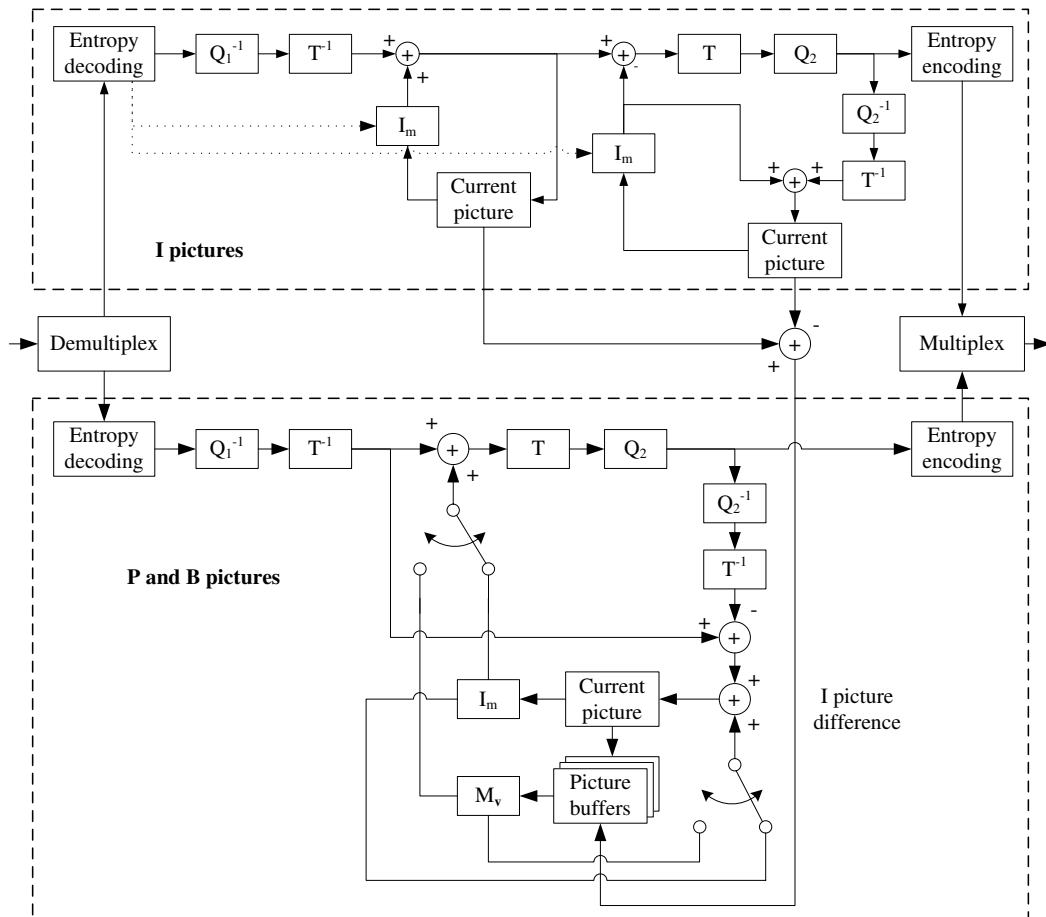 Entropy
decoding
Q₁⁻¹
T⁻¹
+
+
+
+
+
-
T
Q₂
Entropy
encoding
Iₘ
Iₘ
Q₂⁻¹
T⁻¹
Current
picture
+
+
+
Current
picture
I pictures
Demultiplex
-
+
+
Multiplex
Entropy
decoding
Q₁⁻¹
T⁻¹
+
+
+
T
Q₂
Entropy
encoding
Q₂⁻¹
T⁻¹
P and B pictures
-
+
+
Iₘ
Current
picture
+
+
+
I picture
difference
Mᵥ
Picture
buffers